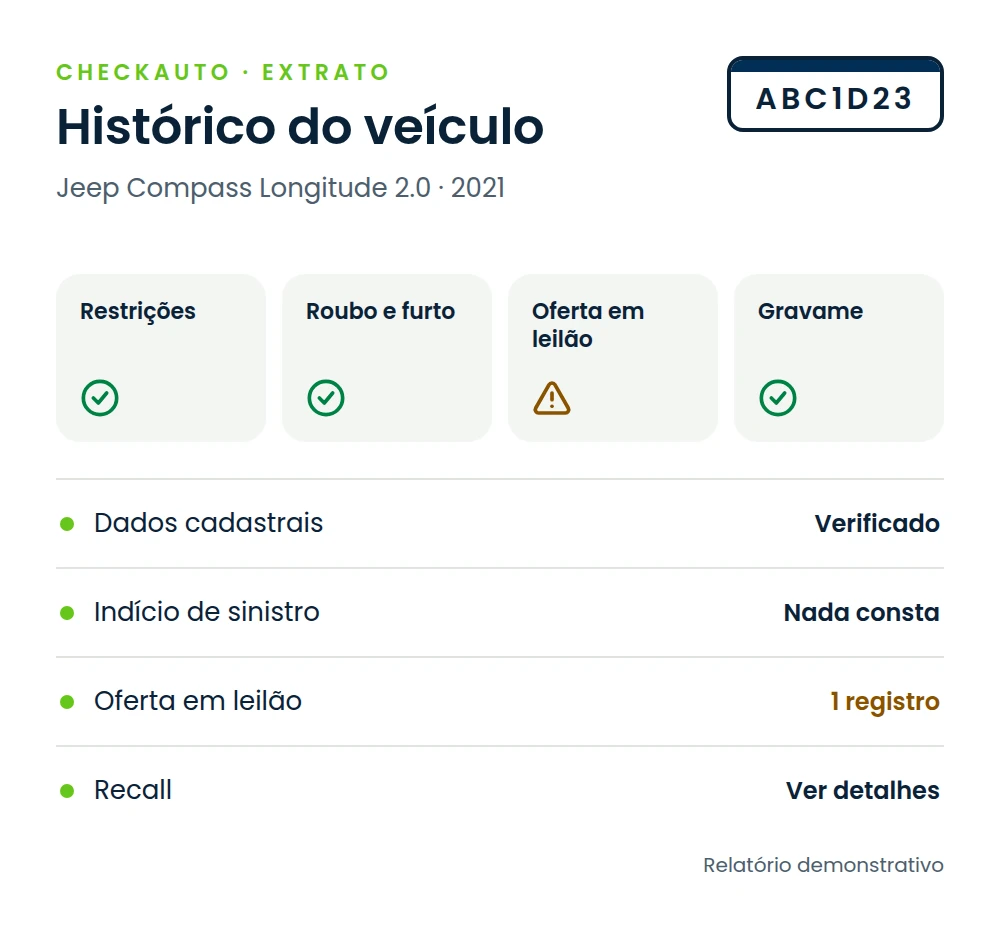 CHECKAUTO · EXTRATO
Histórico do veículo
Jeep Compass Longitude 2.0 · 2021
ABC1D23
Restrições
Roubo e furto
Oferta em
leilão
Gravame
Dados cadastrais
Verificado
Indício de sinistro
Nada consta
Oferta em leilão
1 registro
Recall
Ver detalhes
Relatório demonstrativo